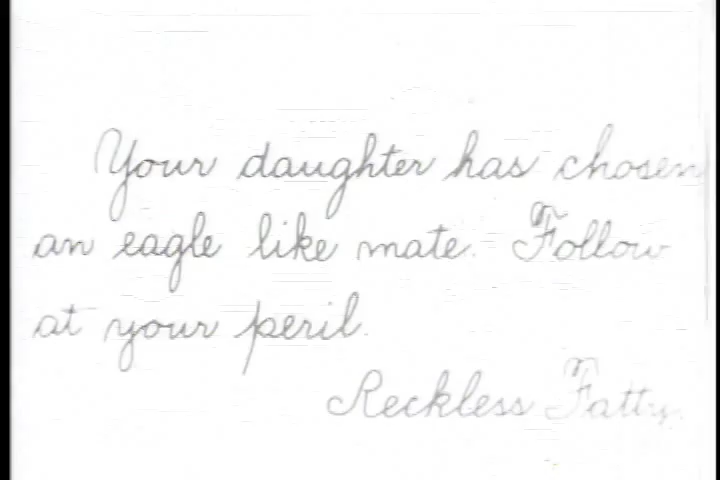 Your daughter has chosen
an eagle like mate. Follow
at your peril.
Reckless Fatty